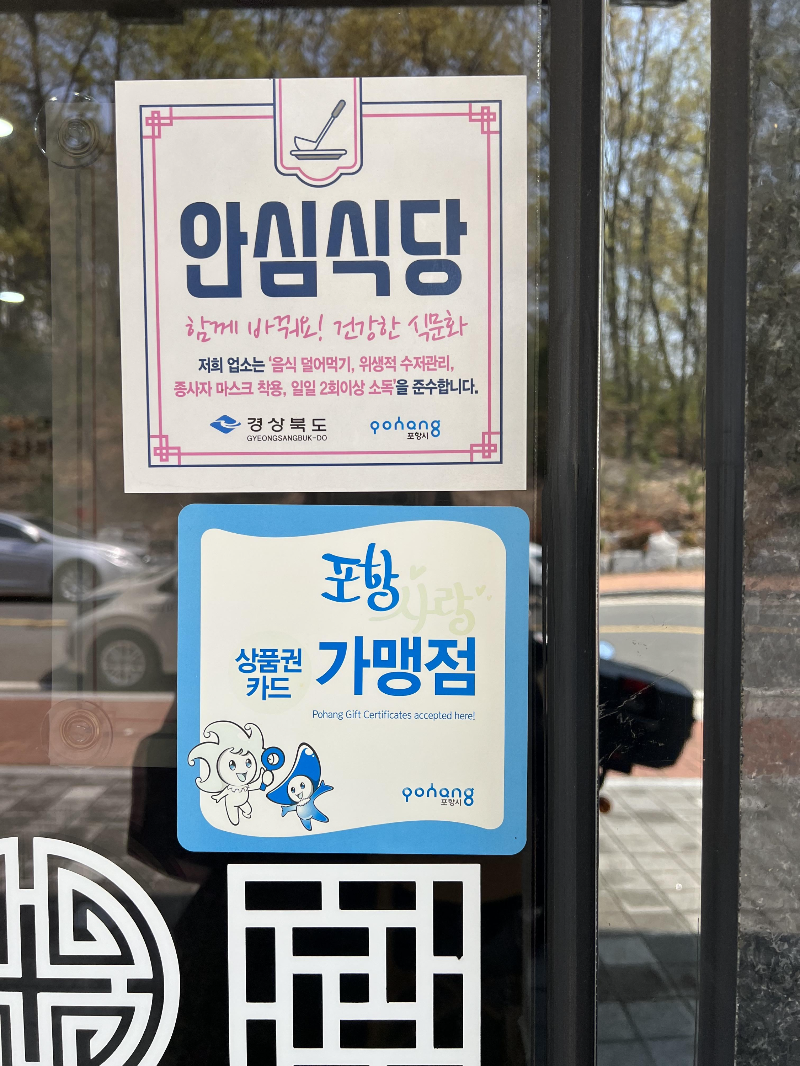 안심식당
함께 바꿔요! 건강한 식문화
저희 업소는 '음식 덜어먹기, 위생적 수저관리,
종사자 마스크 착용, 일일 2회이상 소독'을 준수합니다.
경상북도
GYEONGSANGBUK-DO
pohang
포항시
포항
사랑
상품권
카드
가맹점
Pohang Gift Certificates accepted here!
pohang
포항시